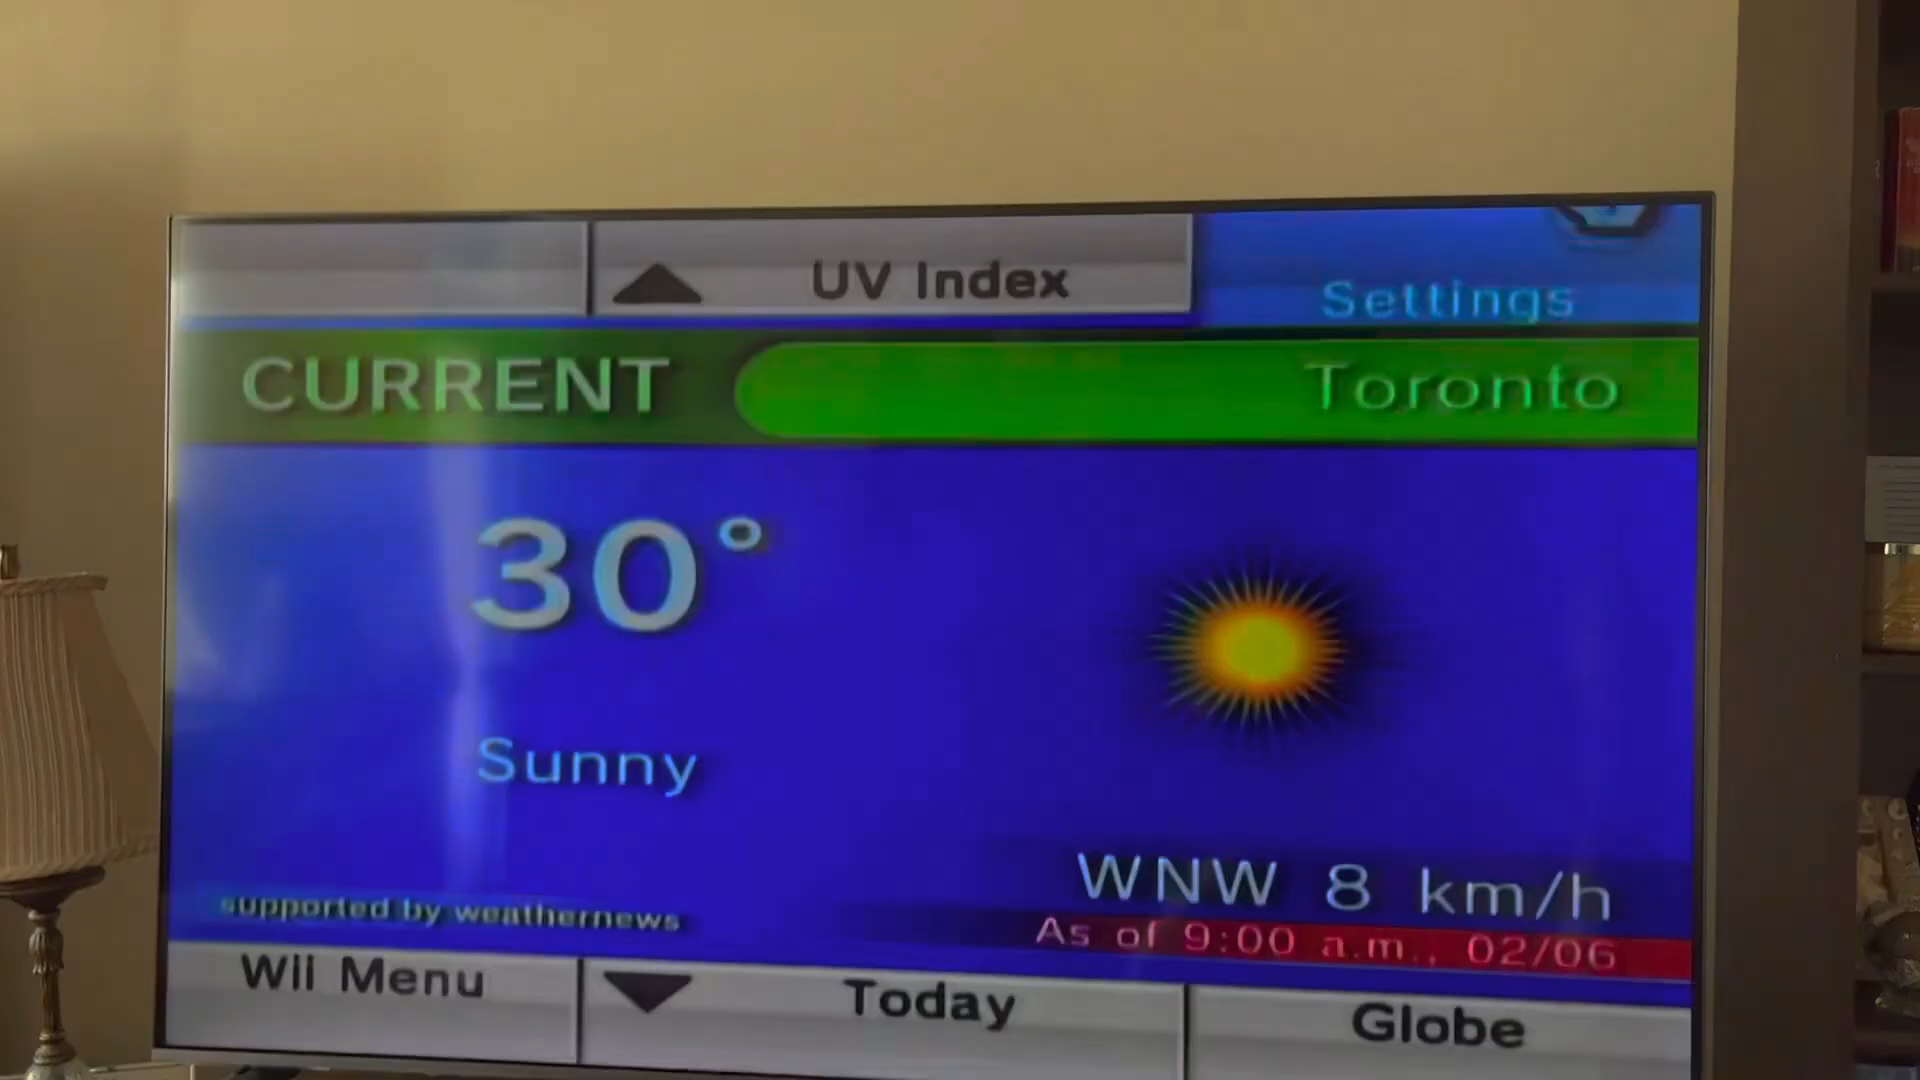 UV Index
Settings
CURRENT
Toronto
30°
Sunny
WNW 8 km/h
supported by weathernews
As of 9:00 a.m., 02/06
Wii Menu
Today
Globe